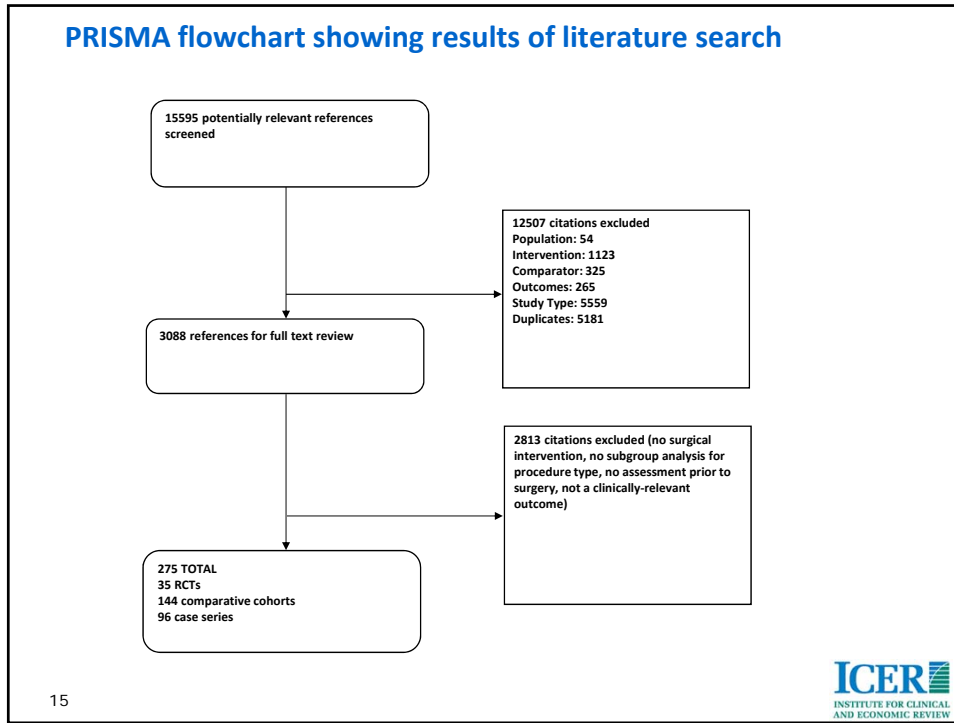 PRISMA flowchart showing results of literature search
15595 potentially relevant references
screened
12507 citations excluded
Population: 54
Intervention: 1123
Comparator: 325
Outcomes: 265
Study Type: 5559
Duplicates: 5181
3088 references for full text review
2813 citations excluded (no surgical
intervention, no subgroup analysis for
procedure type, no assessment prior to
surgery, not a clinically-relevant
outcome)
275 TOTAL
35 RCTs
144 comparative cohorts
96 case series
15
ICER
INSTITUTE FOR CLINICAL
AND ECONOMIC REVIEW